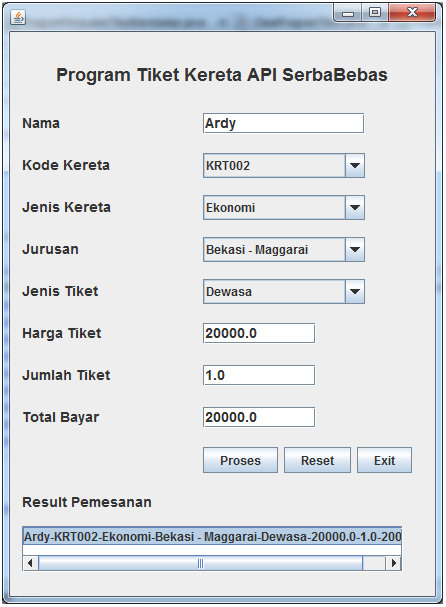 Program Tiket Kereta API SerbaBebas
Nama Ardy
Kode Kereta KRT002
Jenis Kereta Ekonomi
Jurusan Bekasi - Maggarai
Jenis Tiket Dewasa
Harga Tiket 20000.0
Jumlah Tiket 1.0
Total Bayar 20000.0
Proses Reset Exit
Result Pemesanan
Ardy-KRT002-Ekonomi-Bekasi - Maggarai-Dewasa-20000.0-1.0-200